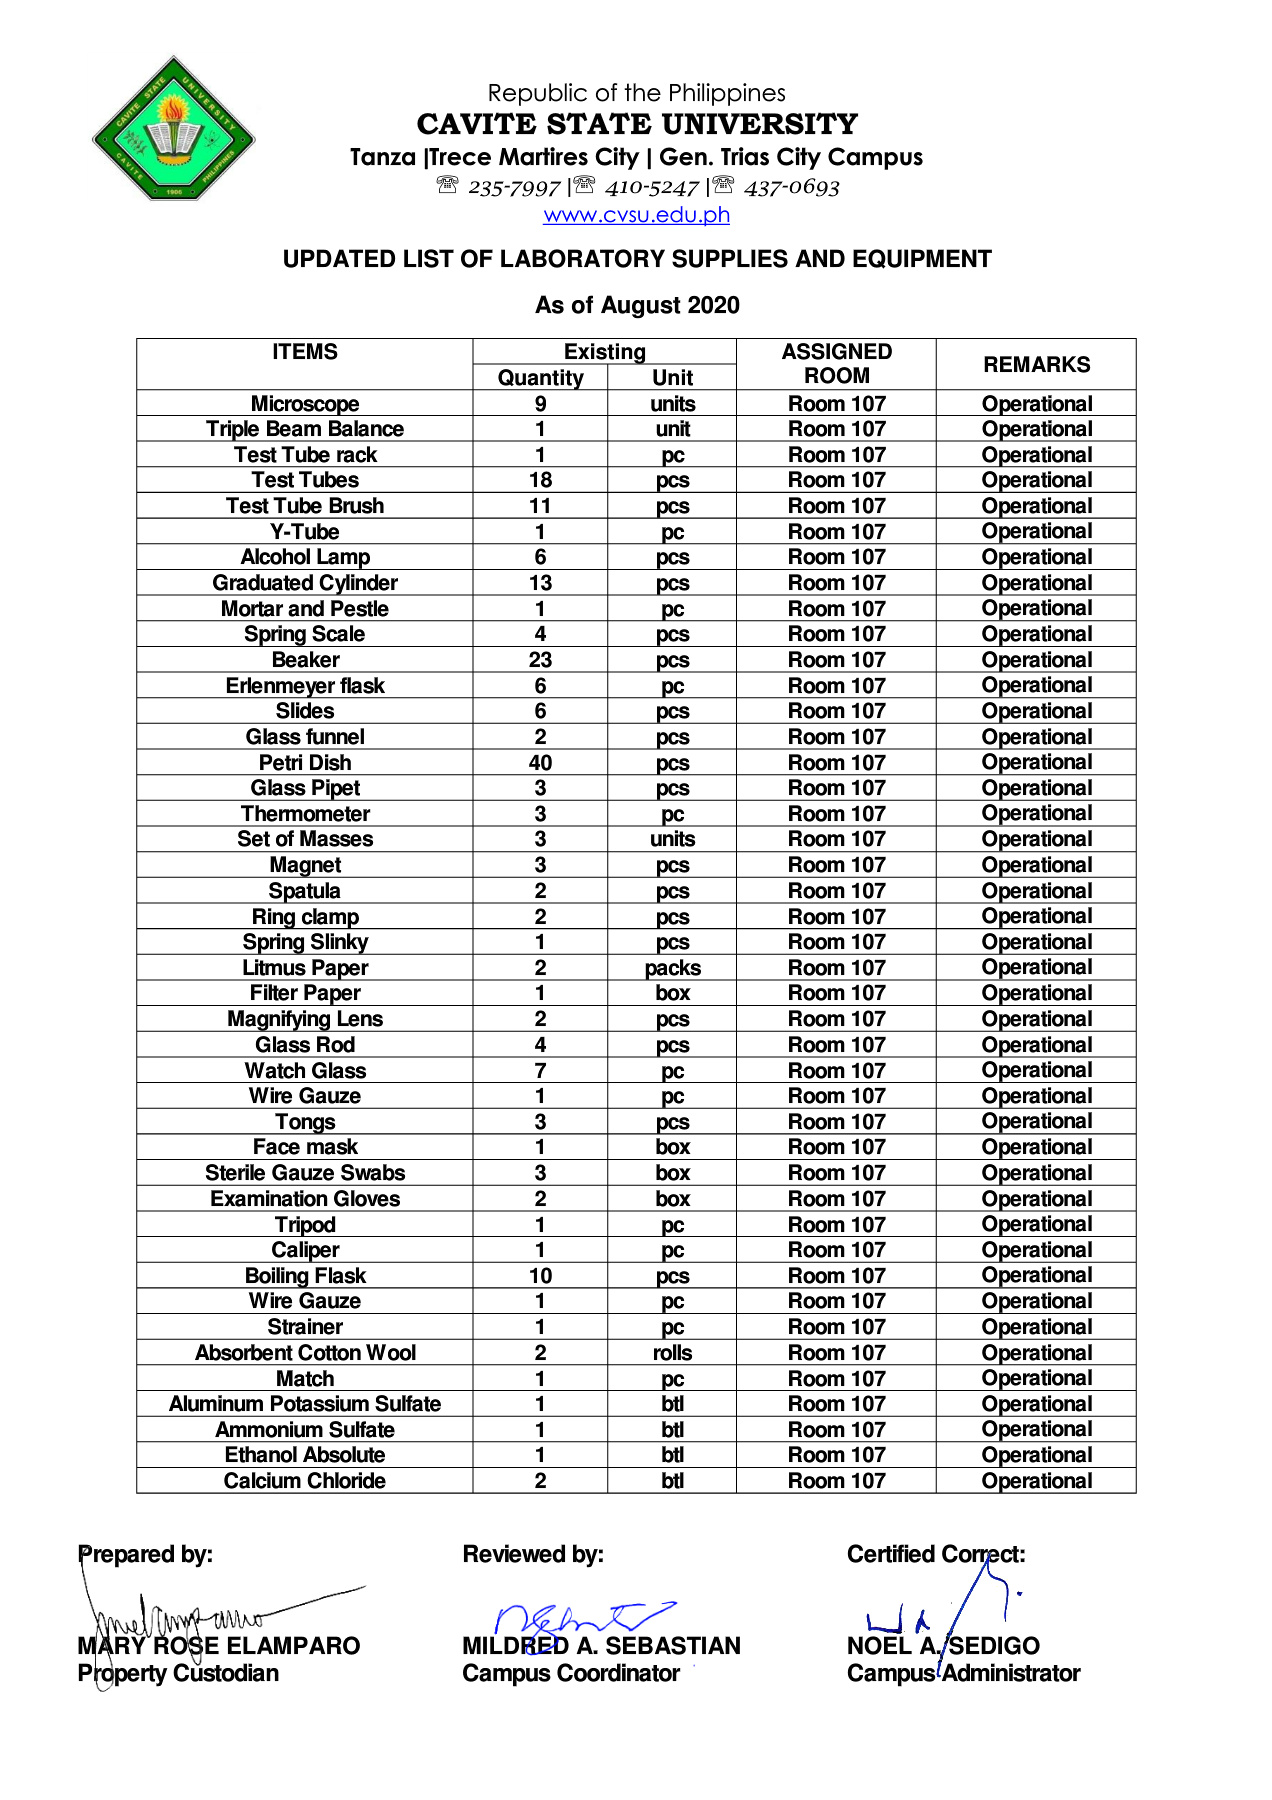 CAVITE STATE UNIVERSITY
CAVITE PHILIPPINES
1906
Republic of the Philippines
CAVITE STATE UNIVERSITY
Tanza |Trece Martires City | Gen. Trias City Campus
☏ 235-7997 |☏ 410-5247 |☏ 437-0693
www.cvsu.edu.ph
UPDATED LIST OF LABORATORY SUPPLIES AND EQUIPMENT
As of August 2020
ITEMS Existing ASSIGNED ROOM REMARKS
Quantity Unit
Microscope 9 units Room 107 Operational
Triple Beam Balance 1 unit Room 107 Operational
Test Tube rack 1 pc Room 107 Operational
Test Tubes 18 pcs Room 107 Operational
Test Tube Brush 11 pcs Room 107 Operational
Y-Tube 1 pc Room 107 Operational
Alcohol Lamp 6 pcs Room 107 Operational
Graduated Cylinder 13 pcs Room 107 Operational
Mortar and Pestle 1 pc Room 107 Operational
Spring Scale 4 pcs Room 107 Operational
Beaker 23 pcs Room 107 Operational
Erlenmeyer flask 6 pc Room 107 Operational
Slides 6 pcs Room 107 Operational
Glass funnel 2 pcs Room 107 Operational
Petri Dish 40 pcs Room 107 Operational
Glass Pipet 3 pcs Room 107 Operational
Thermometer 3 pc Room 107 Operational
Set of Masses 3 units Room 107 Operational
Magnet 3 pcs Room 107 Operational
Spatula 2 pcs Room 107 Operational
Ring clamp 2 pcs Room 107 Operational
Spring Slinky 1 pcs Room 107 Operational
Litmus Paper 2 packs Room 107 Operational
Filter Paper 1 box Room 107 Operational
Magnifying Lens 2 pcs Room 107 Operational
Glass Rod 4 pcs Room 107 Operational
Watch Glass 7 pc Room 107 Operational
Wire Gauze 1 pc Room 107 Operational
Tongs 3 pcs Room 107 Operational
Face mask 1 box Room 107 Operational
Sterile Gauze Swabs 3 box Room 107 Operational
Examination Gloves 2 box Room 107 Operational
Tripod 1 pc Room 107 Operational
Caliper 1 pc Room 107 Operational
Boiling Flask 10 pcs Room 107 Operational
Wire Gauze 1 pc Room 107 Operational
Strainer 1 pc Room 107 Operational
Absorbent Cotton Wool 2 rolls Room 107 Operational
Match 1 pc Room 107 Operational
Aluminum Potassium Sulfate 1 btl Room 107 Operational
Ammonium Sulfate 1 btl Room 107 Operational
Ethanol Absolute 1 btl Room 107 Operational
Calcium Chloride 2 btl Room 107 Operational
Prepared by: Reviewed by: Certified Correct:
MARY ROSE ELAMPARO MILDRED A. SEBASTIAN NOEL A. SEDIGO
Property Custodian Campus Coordinator Campus Administrator